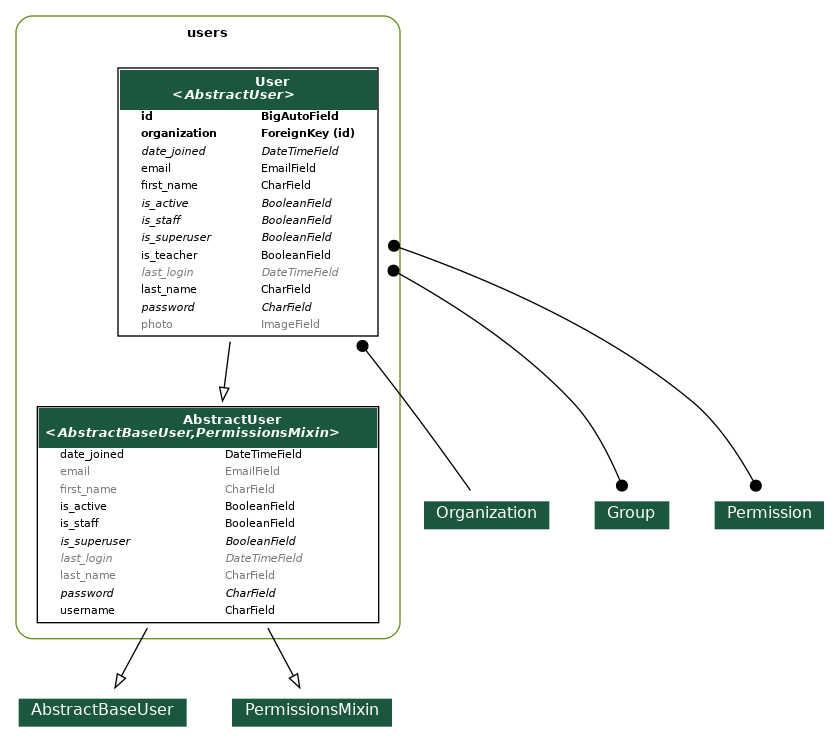 users
User
<AbstractUser>
id BigAutoField
organization ForeignKey (id)
date_joined DateTimeField
email EmailField
first_name CharField
is_active BooleanField
is_staff BooleanField
is_superuser BooleanField
is_teacher BooleanField
last_login DateTimeField
last_name CharField
password CharField
photo ImageField
AbstractUser
<AbstractBaseUser,PermissionsMixin>
date_joined DateTimeField
email EmailField
first_name CharField
is_active BooleanField
is_staff BooleanField
is_superuser BooleanField
last_login DateTimeField
last_name CharField
password CharField
username CharField
Organization
Group
Permission
AbstractBaseUser
PermissionsMixin